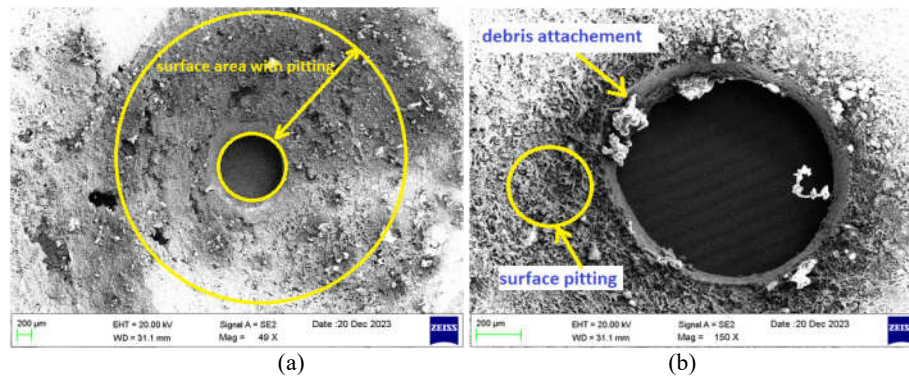 surface area with pitting
200 µm
EHT = 20.00 kV
Signal A = SE2
Date :20 Dec 2023
WD = 31.1 mm
Mag = 49 X
ZEISS
(a)
debris attachement
surface pitting
200 µm
EHT = 20.00 kV
Signal A = SE2
Date :20 Dec 2023
WD = 31.1 mm
Mag = 150 X
ZEISS
(b)